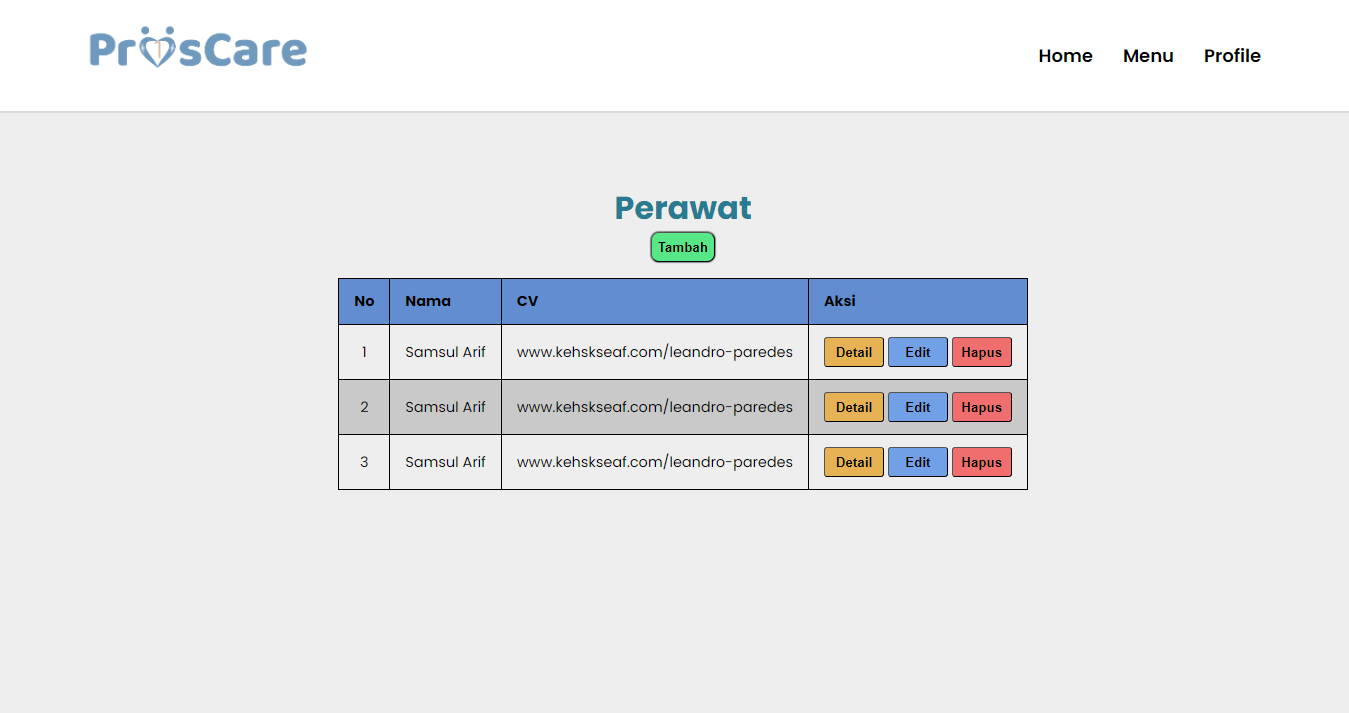 PriusCare
Home Menu Profile
Perawat
Tambah
No Nama CV Aksi
1 Samsul Arif www.kehskseaf.com/leandro-paredes Detail Edit Hapus
2 Samsul Arif www.kehskseaf.com/leandro-paredes Detail Edit Hapus
3 Samsul Arif www.kehskseaf.com/leandro-paredes Detail Edit Hapus